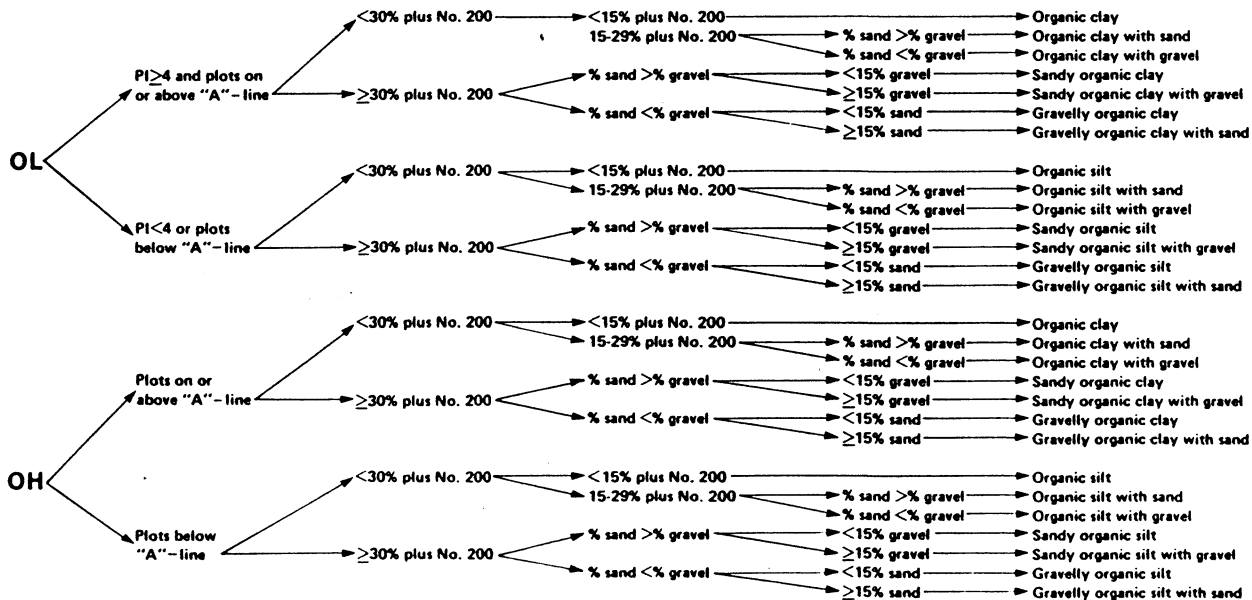 <30% plus No. 200 <15% plus No. 200 Organic clay
15-29% plus No. 200 % sand >% gravel Organic clay with sand
% sand <% gravel Organic clay with gravel
PI≥4 and plots on
or above "A"-line
≥30% plus No. 200 % sand >% gravel <15% gravel Sandy organic clay
≥15% gravel Sandy organic clay with gravel
% sand <% gravel <15% sand Gravelly organic clay
≥15% sand Gravelly organic clay with sand
OL
<30% plus No. 200 <15% plus No. 200 Organic silt
15-29% plus No. 200 % sand >% gravel Organic silt with sand
% sand <% gravel Organic silt with gravel
PI<4 or plots
below "A"-line
≥30% plus No. 200 % sand >% gravel <15% gravel Sandy organic silt
≥15% gravel Sandy organic silt with gravel
% sand <% gravel <15% sand Gravelly organic silt
≥15% sand Gravelly organic silt with sand
<30% plus No. 200 <15% plus No. 200 Organic clay
15-29% plus No. 200 % sand >% gravel Organic clay with sand
% sand <% gravel Organic clay with gravel
Plots on or
above "A"-line
≥30% plus No. 200 % sand >% gravel <15% gravel Sandy organic clay
≥15% gravel Sandy organic clay with gravel
% sand <% gravel <15% sand Gravelly organic clay
≥15% sand Gravelly organic clay with sand
OH
<30% plus No. 200 <15% plus No. 200 Organic silt
15-29% plus No. 200 % sand >% gravel Organic silt with sand
% sand <% gravel Organic silt with gravel
Plots below
"A"-line
≥30% plus No. 200 % sand >% gravel <15% gravel Sandy organic silt
≥15% gravel Sandy organic silt with gravel
% sand <% gravel <15% sand Gravelly organic silt
≥15% sand Gravelly organic silt with sand